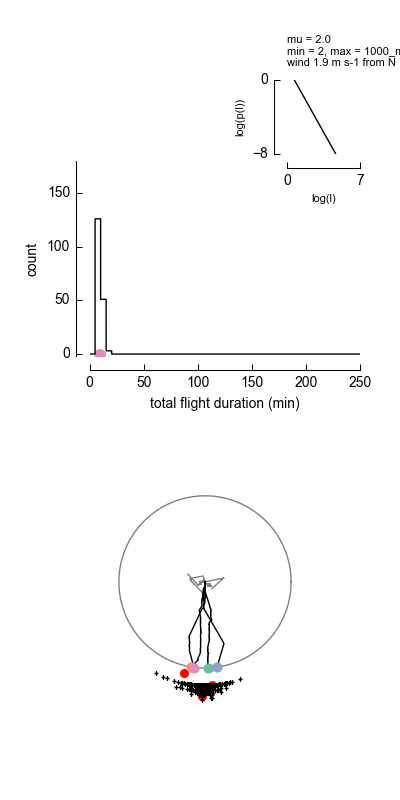 mu = 2.0
min = 2, max = 1000_m
wind 1.9 m s-1 from N
0
−8
log(p(l))
0
7
log(l)
150
100
50
0
count
0
50
100
150
200
250
total flight duration (min)